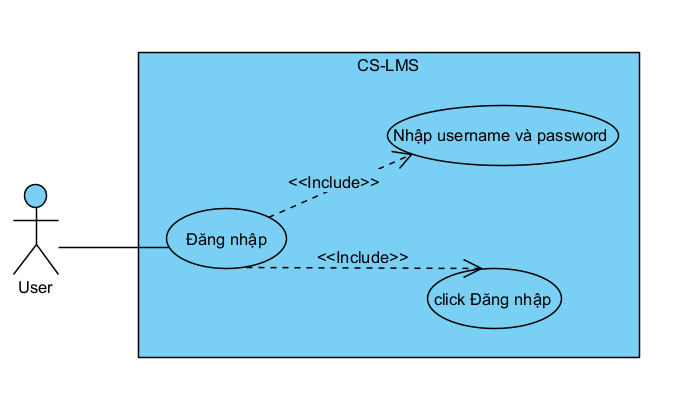 CS-LMS
Nhập username và password
<<Include>>
Đăng nhập
<<Include>>
User
click Đăng nhập